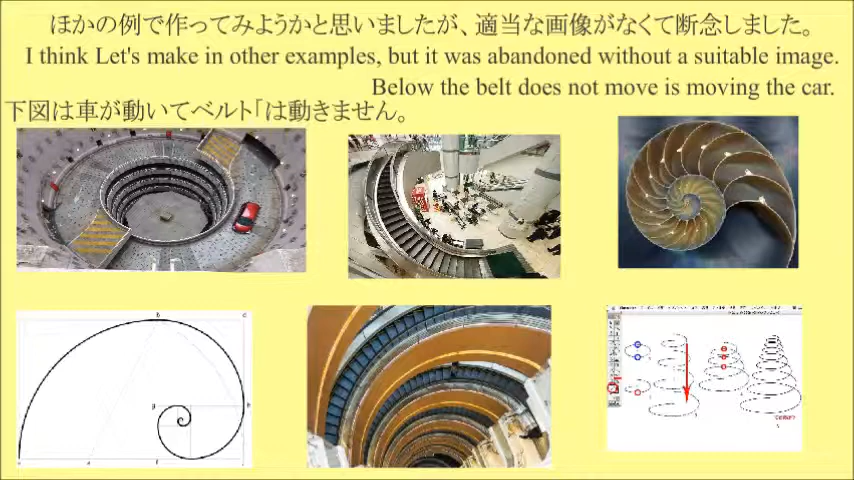 ほかの例で作ってみようかと思いましたが、適当な画像がなくて断念しました。
I think Let's make in other examples, but it was abandoned without a suitable image.
Below the belt does not move is moving the car.
下図は車が動いてベルト「は動きません。